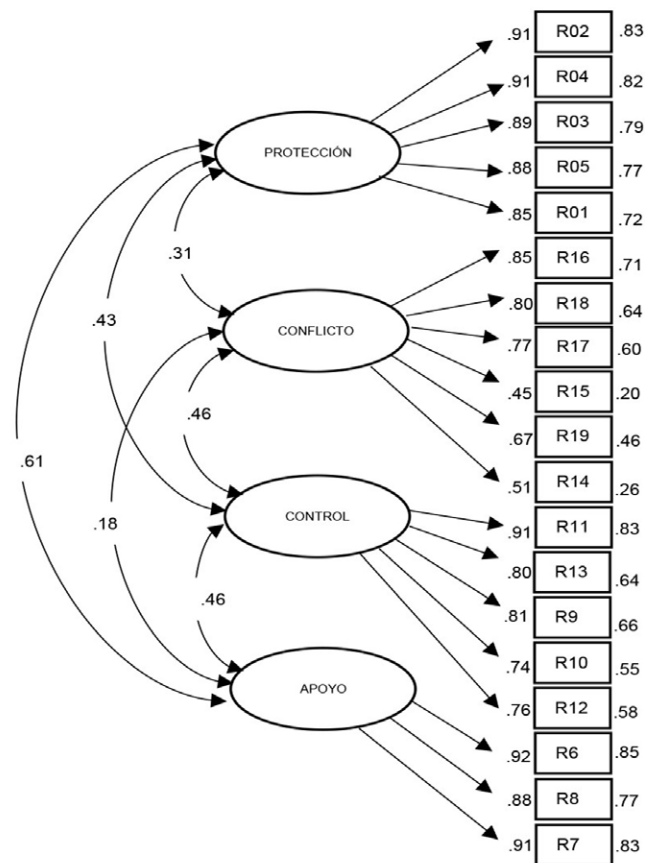 .91 R02 .83
.91 R04 .82
.89 R03 .79
PROTECCIÓN
.88 R05 .77
.85 R01 .72
.31
.85 R16 .71
.80 R18 .64
.43
CONFLICTO
.77 R17 .60
.45 R15 .20
.46
.67 R19 .46
.61
.51 R14 .26
.18
CONTROL
.91 R11 .83
.80 R13 .64
.46
.81 R9 .66
.74 R10 .55
APOYO
.76 R12 .58
.92 R6 .85
.88 R8 .77
.91 R7 .83